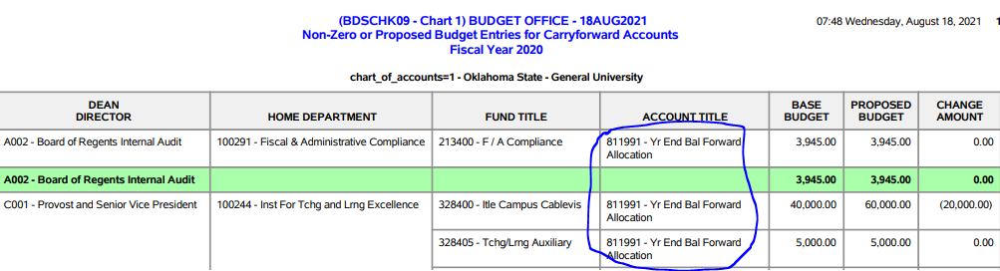 (BDSCHK09 - Chart 1) BUDGET OFFICE - 18AUG2021
07:48 Wednesday, August 18, 2021 1
Non-Zero or Proposed Budget Entries for Carryforward Accounts
Fiscal Year 2020
chart_of_accounts=1 - Oklahoma State - General University
DEAN DIRECTOR HOME DEPARTMENT FUND TITLE ACCOUNT TITLE BASE BUDGET PROPOSED BUDGET CHANGE AMOUNT
A002 - Board of Regents Internal Audit 100291 - Fiscal & Administrative Compliance 213400 - F / A Compliance 811991 - Yr End Bal Forward 3,945.00 3,945.00 0.00
Allocation
A002 - Board of Regents Internal Audit 3,945.00 3,945.00 0.00
C001 - Provost and Senior Vice President 100244 - Inst For Tchg and Lrng Excellence 328400 - Itle Campus Cablevis 811991 - Yr End Bal Forward 40,000.00 60,000.00 (20,000.00)
Allocation
328405 - Tchg/Lrng Auxiliary 811991 - Yr End Bal Forward 5,000.00 5,000.00 0.00
Allocation